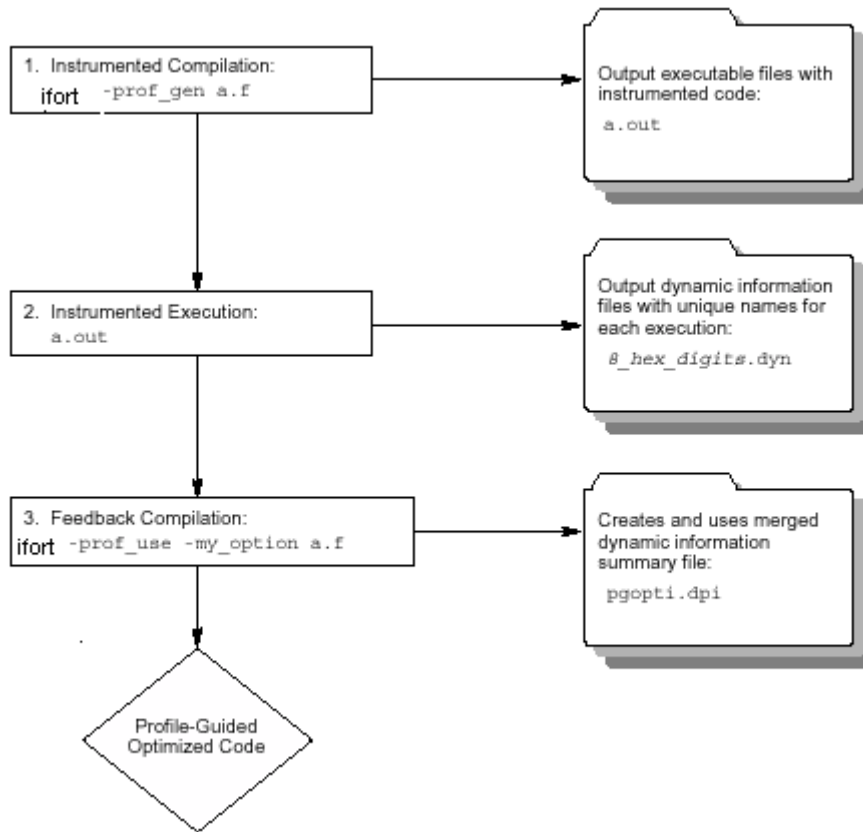 1. Instrumented Compilation:
ifort -prof_gen a.f
Output executable files with
instrumented code:
a.out
2. Instrumented Execution:
a.out
Output dynamic information
files with unique names for
each execution:
8_hex_digits.dyn
3. Feedback Compilation:
ifort -prof_use -my_option a.f
Creates and uses merged
dynamic information
summary file:
pgopti.dpi
Profile-Guided
Optimized Code